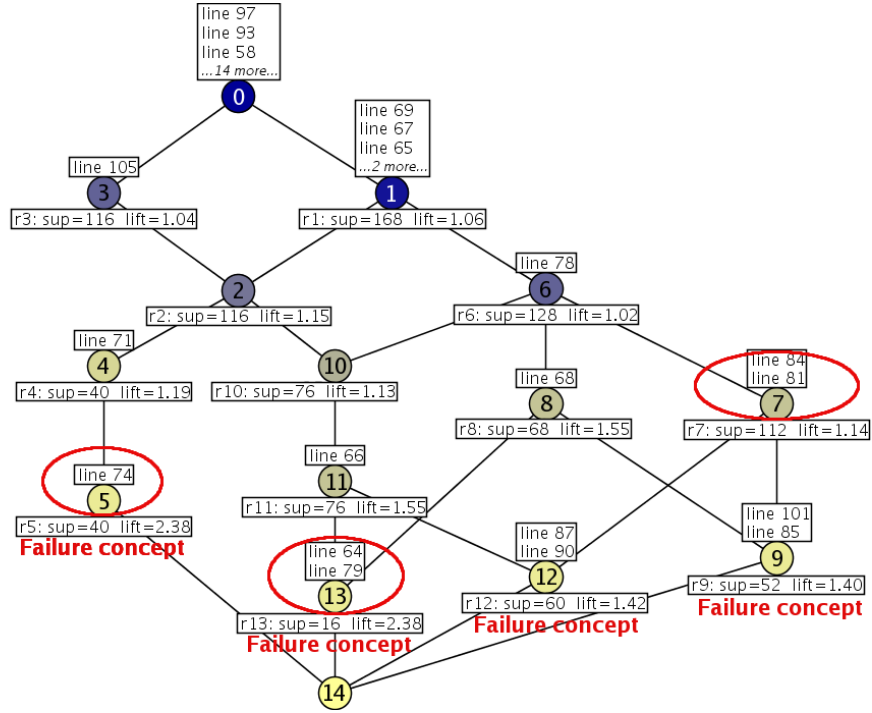 line 97
line 93
line 58
...14 more...
0
line 69
line 67
line 65
...2 more...
line 105
3
1
r3: sup=116 lift=1.04
r1: sup=168 lift=1.06
line 78
2
6
r2: sup=116 lift=1.15
r6: sup=128 lift=1.02
line 71
4
10
r4: sup=40 lift=1.19
r10: sup=76 lift=1.13
line 68
8
line 84
line 81
7
r8: sup=68 lift=1.55
r7: sup=112 lift=1.14
line 74
5
r5: sup=40 lift=2.38
Failure concept
line 66
11
r11: sup=76 lift=1.55
line 64
line 79
13
r13: sup=16 lift=2.38
Failure concept
line 87
line 90
12
r12: sup=60 lift=1.42
Failure concept
line 101
line 85
9
r9: sup=52 lift=1.40
Failure concept
14